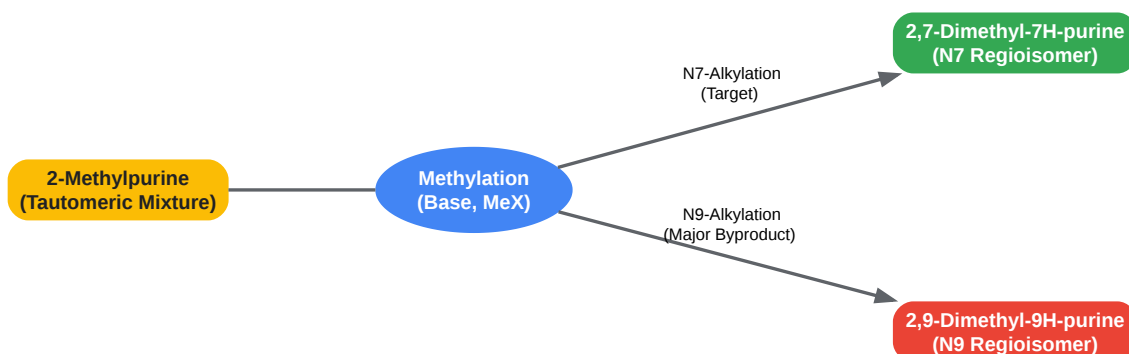 2,7-Dimethyl-7H-purine
(N7 Regioisomer)
N7-Alkylation
(Target)
2-Methylpurine
(Tautomeric Mixture)
Methylation
(Base, MeX)
N9-Alkylation
(Major Byproduct)
2,9-Dimethyl-9H-purine
(N9 Regioisomer)